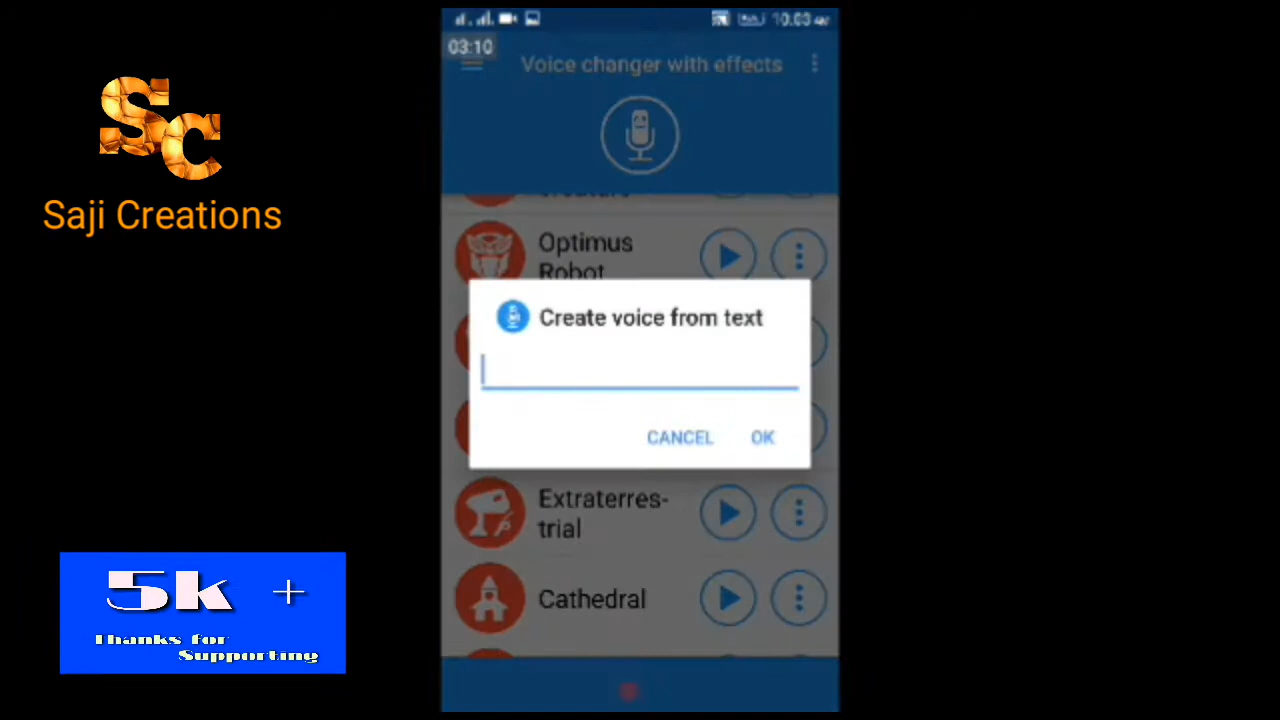 SC
Saji Creations
5k +
Thanks for
Supporting
10.03
03:10
Voice changer with effects
Optimus
Robot
Create voice from text
CANCEL
OK
Extraterres-
trial
Cathedral